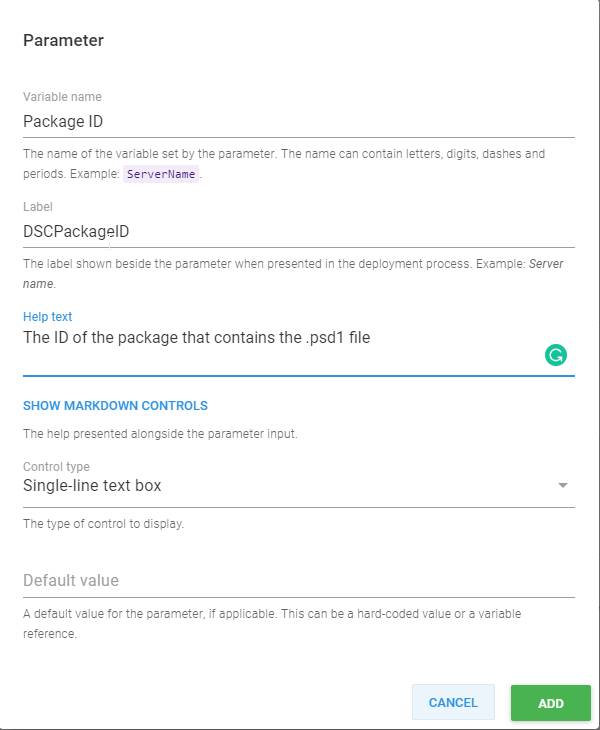 Parameter
Variable name
Package ID
The name of the variable set by the parameter. The name can contain letters, digits, dashes and
periods. Example: ServerName.
Label
DSCPackageID
The label shown beside the parameter when presented in the deployment process. Example: Server
name.
Help text
The ID of the package that contains the .psd1 file
SHOW MARKDOWN CONTROLS
The help presented alongside the parameter input.
Control type
Single-line text box
The type of control to display.
Default value
A default value for the parameter, if applicable. This can be a hard-coded value or a variable
reference.
CANCEL ADD